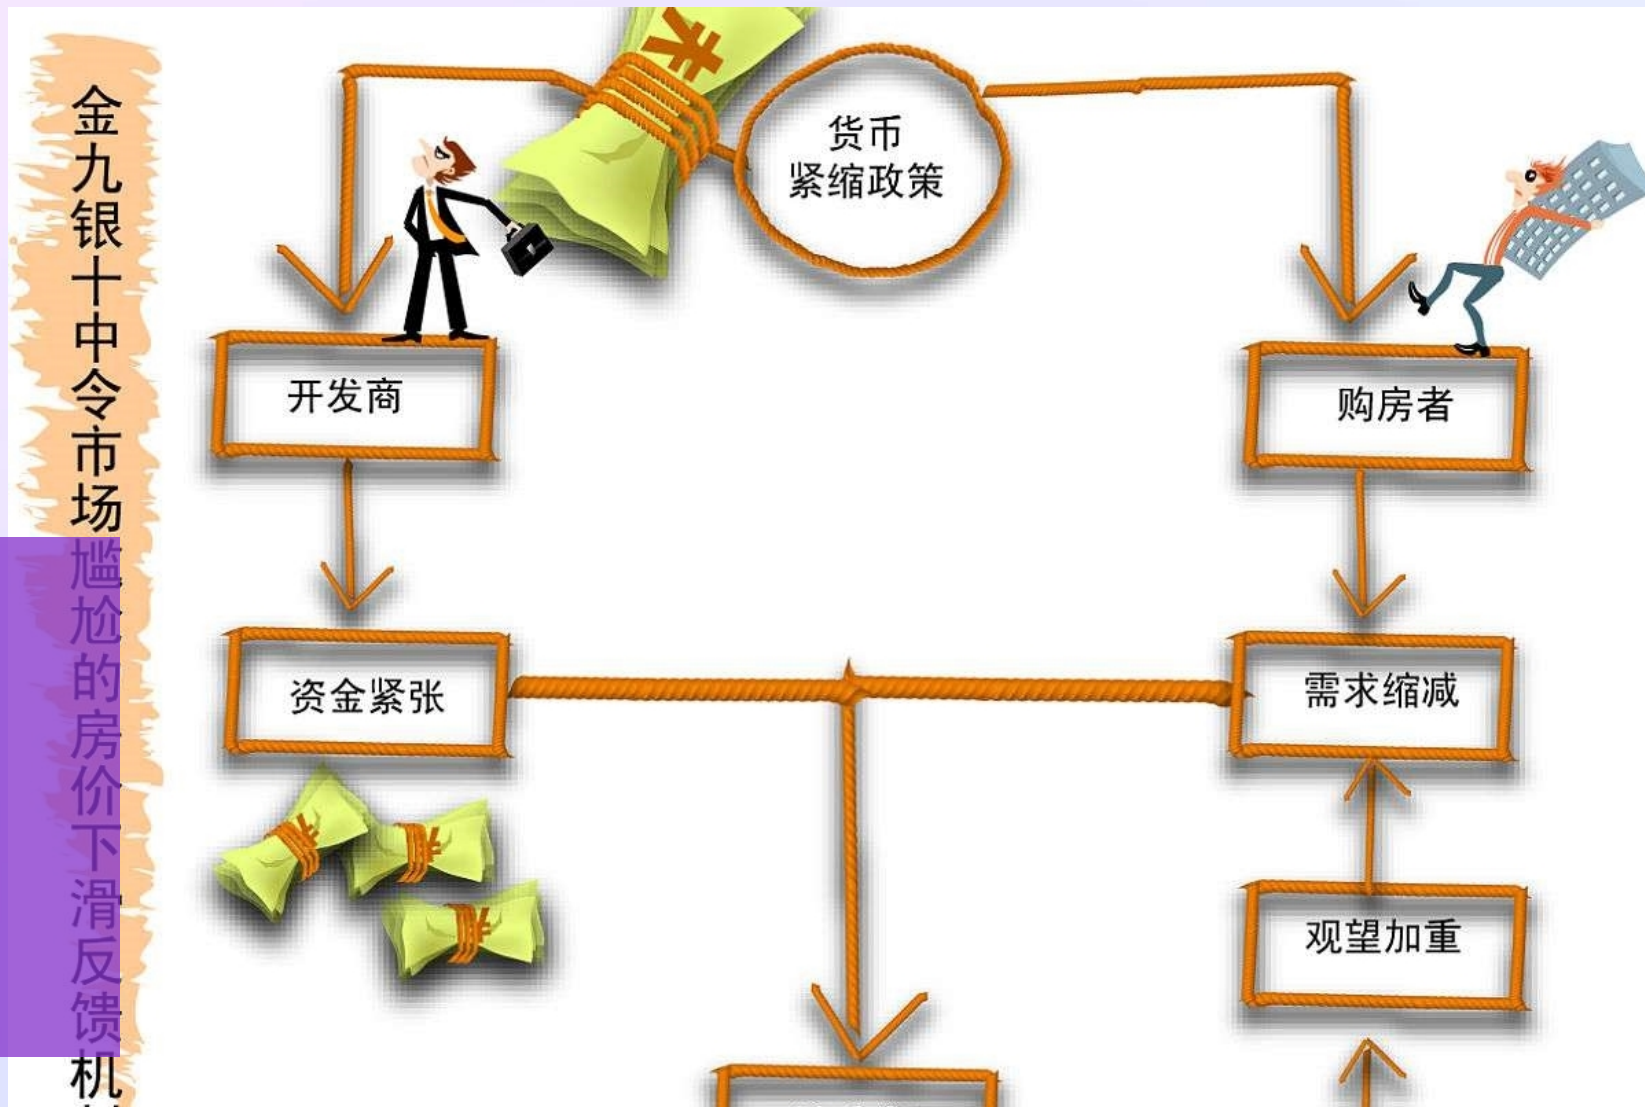 金九银十中令市场尴尬的房价下滑反馈机
货币
紧缩政策
开发商
购房者
资金紧张
需求缩减
观望加重